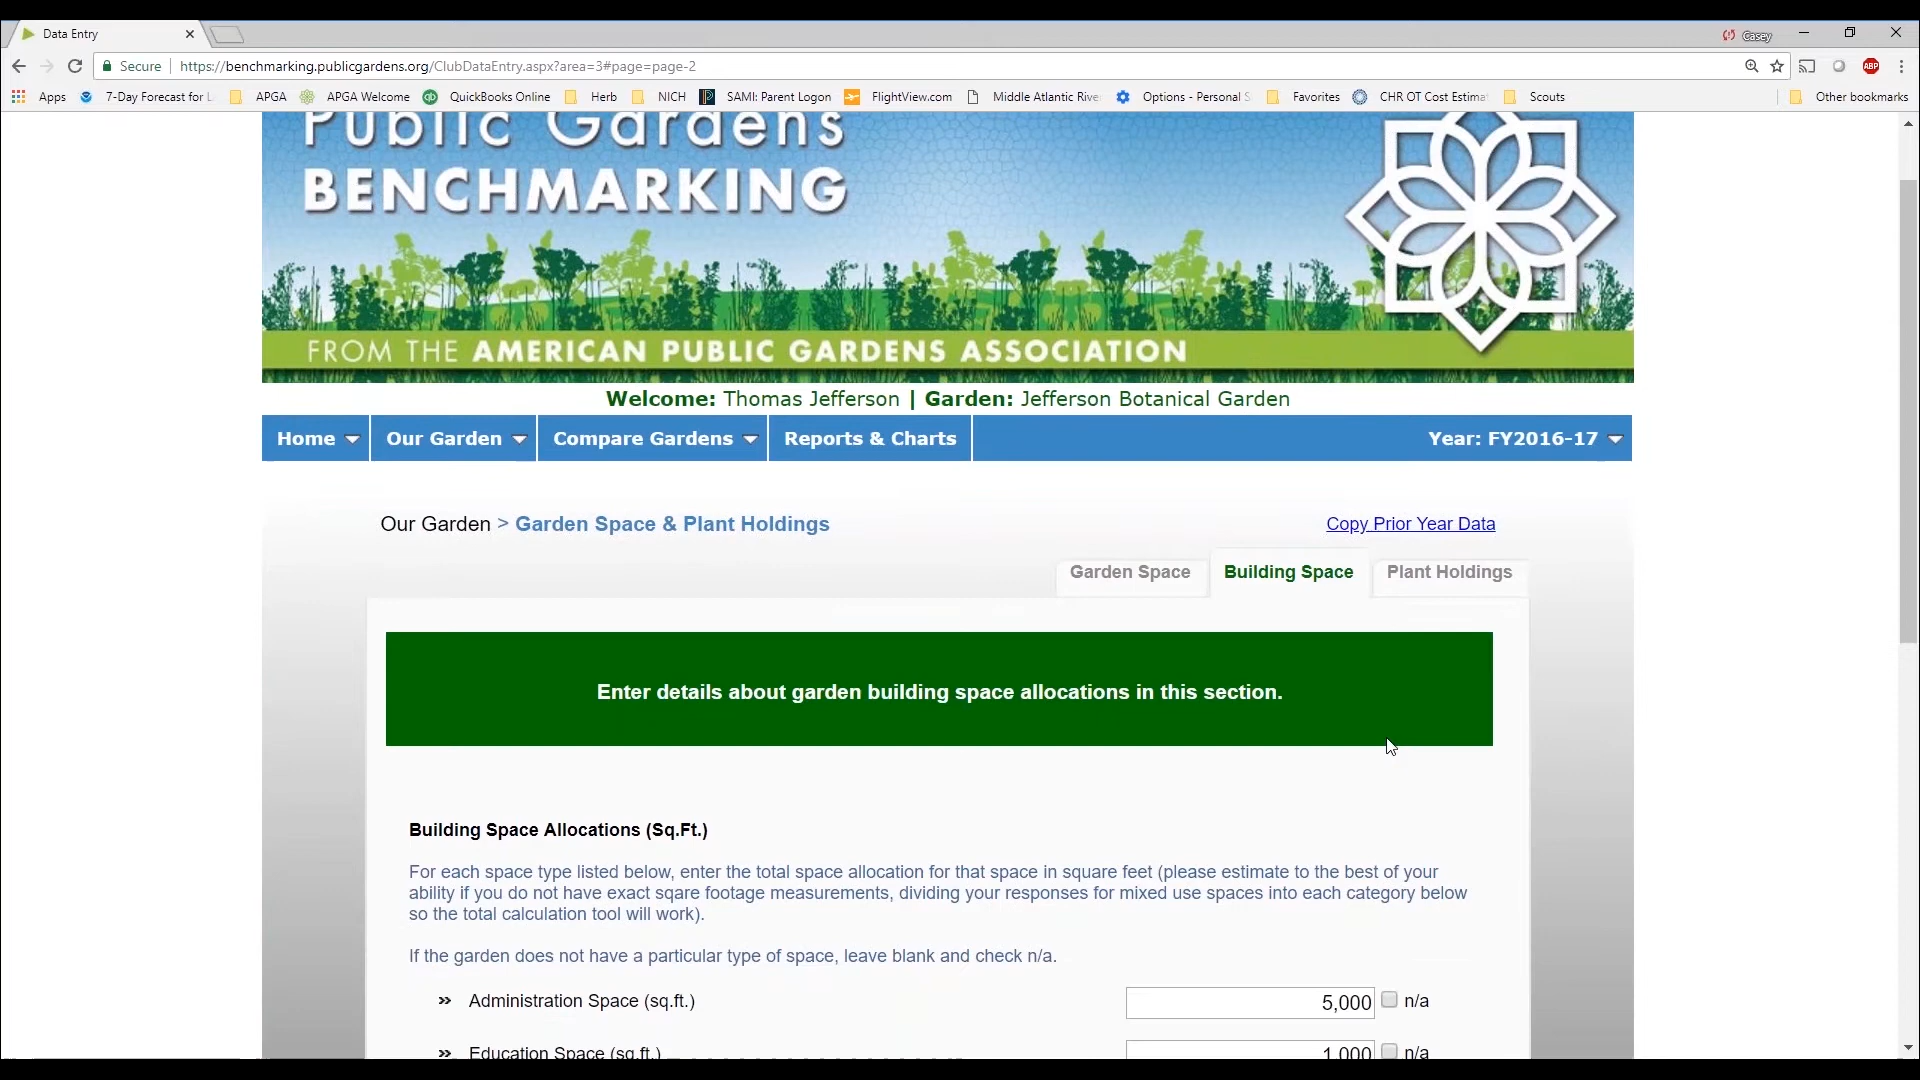 Data Entry
Casey
Secure | https://benchmarking.publicgardens.org/ClubDataEntry.aspx?area=3#page=page-2
ABP
Apps 7-Day Forecast for L APGA APGA Welcome QuickBooks Online Herb NICH SAMI: Parent Logon FlightView.com Middle Atlantic Rive Options - Personal S Favorites CHR OT Cost Estimat Scouts Other bookmarks
Public Gardens
BENCHMARKING
FROM THE AMERICAN PUBLIC GARDENS ASSOCIATION
Welcome: Thomas Jefferson | Garden: Jefferson Botanical Garden
Home Our Garden Compare Gardens Reports & Charts Year: FY2016-17
Our Garden > Garden Space & Plant Holdings Copy Prior Year Data
Garden Space Building Space Plant Holdings
Enter details about garden building space allocations in this section.
Building Space Allocations (Sq.Ft.)
For each space type listed below, enter the total space allocation for that space in square feet (please estimate to the best of your
ability if you do not have exact sqare footage measurements, dividing your responses for mixed use spaces into each category below
so the total calculation tool will work).
If the garden does not have a particular type of space, leave blank and check n/a.
» Administration Space (sq.ft.) 5,000 n/a
» Education Space (sq.ft.) 1,000 n/a